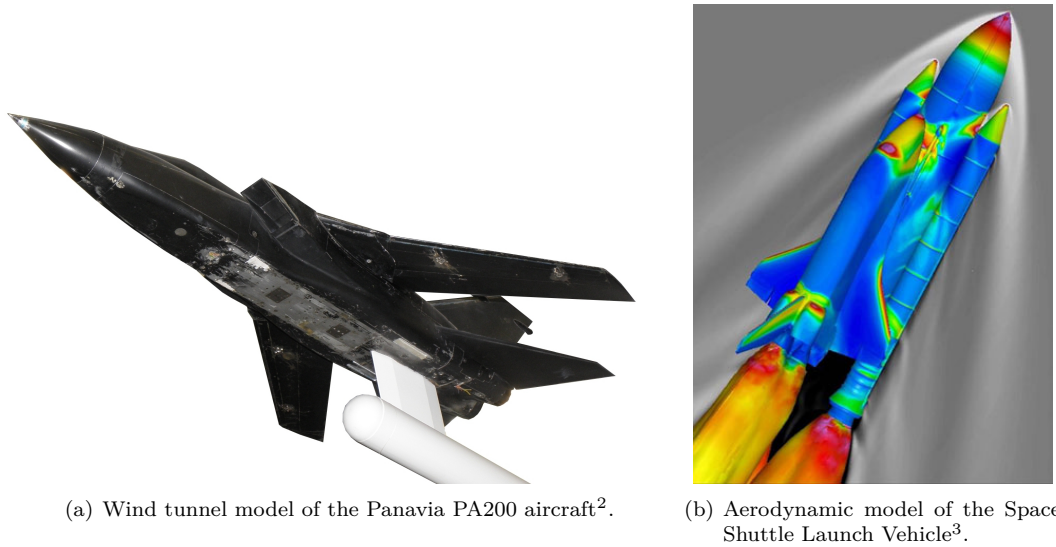 (a) Wind tunnel model of the Panavia PA200 aircraft².
(b) Aerodynamic model of the Space
Shuttle Launch Vehicle³.